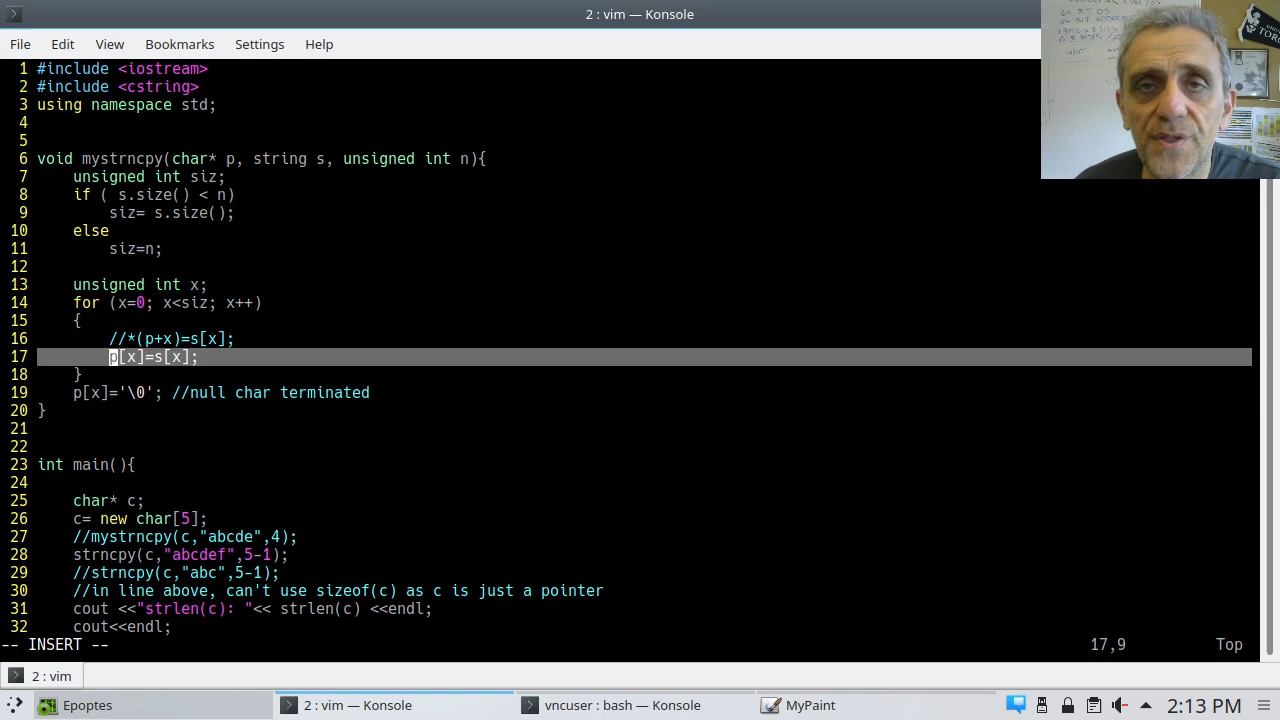 2 : vim — Konsole
File Edit View Bookmarks Settings Help
1 #include <iostream>
2 #include <cstring>
3 using namespace std;
4
5
6 void mystrncpy(char* p, string s, unsigned int n){
7 unsigned int siz;
8 if ( s.size() < n)
9 siz= s.size();
10 else
11 siz=n;
12
13 unsigned int x;
14 for (x=0; x<siz; x++)
15 {
16 //*(p+x)=s[x];
17 p[x]=s[x];
18 }
19 p[x]='\0'; //null char terminated
20 }
21
22
23 int main(){
24
25 char* c;
26 c= new char[5];
27 //mystrncpy(c,"abcde",4);
28 strncpy(c,"abcdef",5-1);
29 //strncpy(c,"abc",5-1);
30 //in line above, can't use sizeof(c) as c is just a pointer
31 cout <<"strlen(c): "<< strlen(c) <<endl;
32 cout<<endl;
-- INSERT -- 17,9 Top
2 : vim
Epoptes 2 : vim — Konsole vncuser : bash — Konsole MyPaint 2:13 PM